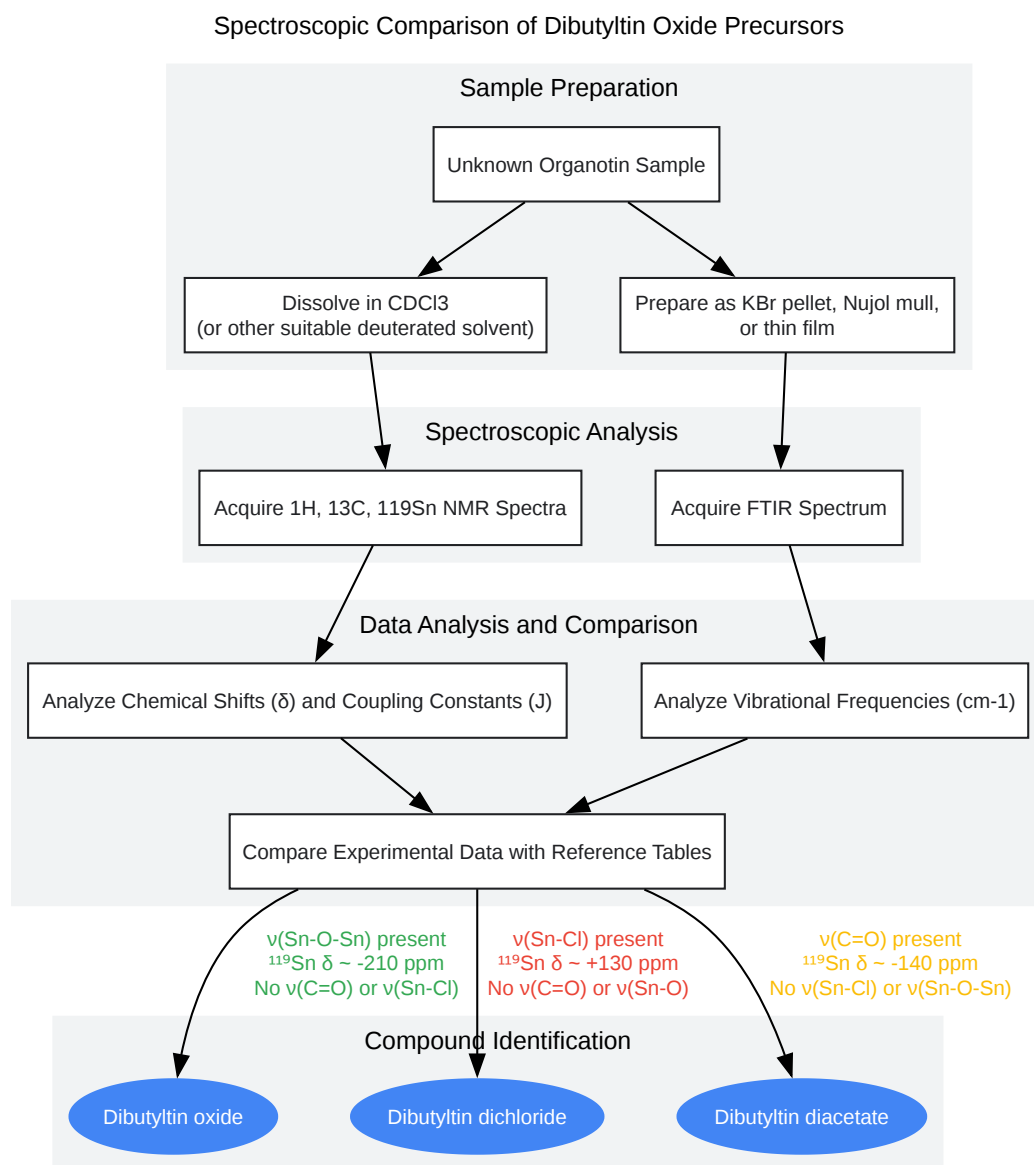 Spectroscopic Comparison of Dibutyltin Oxide Precursors
Sample Preparation
Unknown Organotin Sample
Dissolve in CDCl3
(or other suitable deuterated solvent)
Prepare as KBr pellet, Nujol mull,
or thin film
Spectroscopic Analysis
Acquire 1H, 13C, 119Sn NMR Spectra
Acquire FTIR Spectrum
Data Analysis and Comparison
Analyze Chemical Shifts (δ) and Coupling Constants (J)
Analyze Vibrational Frequencies (cm-1)
Compare Experimental Data with Reference Tables
ν(Sn-O-Sn) present
¹¹⁹Sn δ ~ -210 ppm
No ν(C=O) or ν(Sn-Cl)
ν(Sn-Cl) present
¹¹⁹Sn δ ~ +130 ppm
No ν(C=O) or ν(Sn-O)
ν(C=O) present
¹¹⁹Sn δ ~ -140 ppm
No ν(Sn-Cl) or ν(Sn-O-Sn)
Compound Identification
Dibutyltin oxide
Dibutyltin dichloride
Dibutyltin diacetate